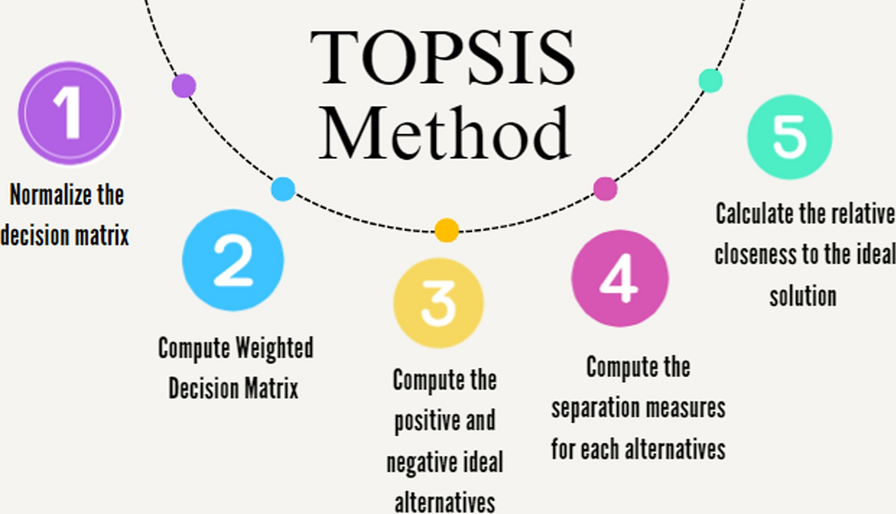 TOPSIS
Method
1
Normalize the
decision matrix
2
Compute Weighted
Decision Matrix
3
Compute the
positive and
negative ideal
alternatives
4
Compute the
separation measures
for each alternatives
5
Calculate the relative
closeness to the ideal
solution